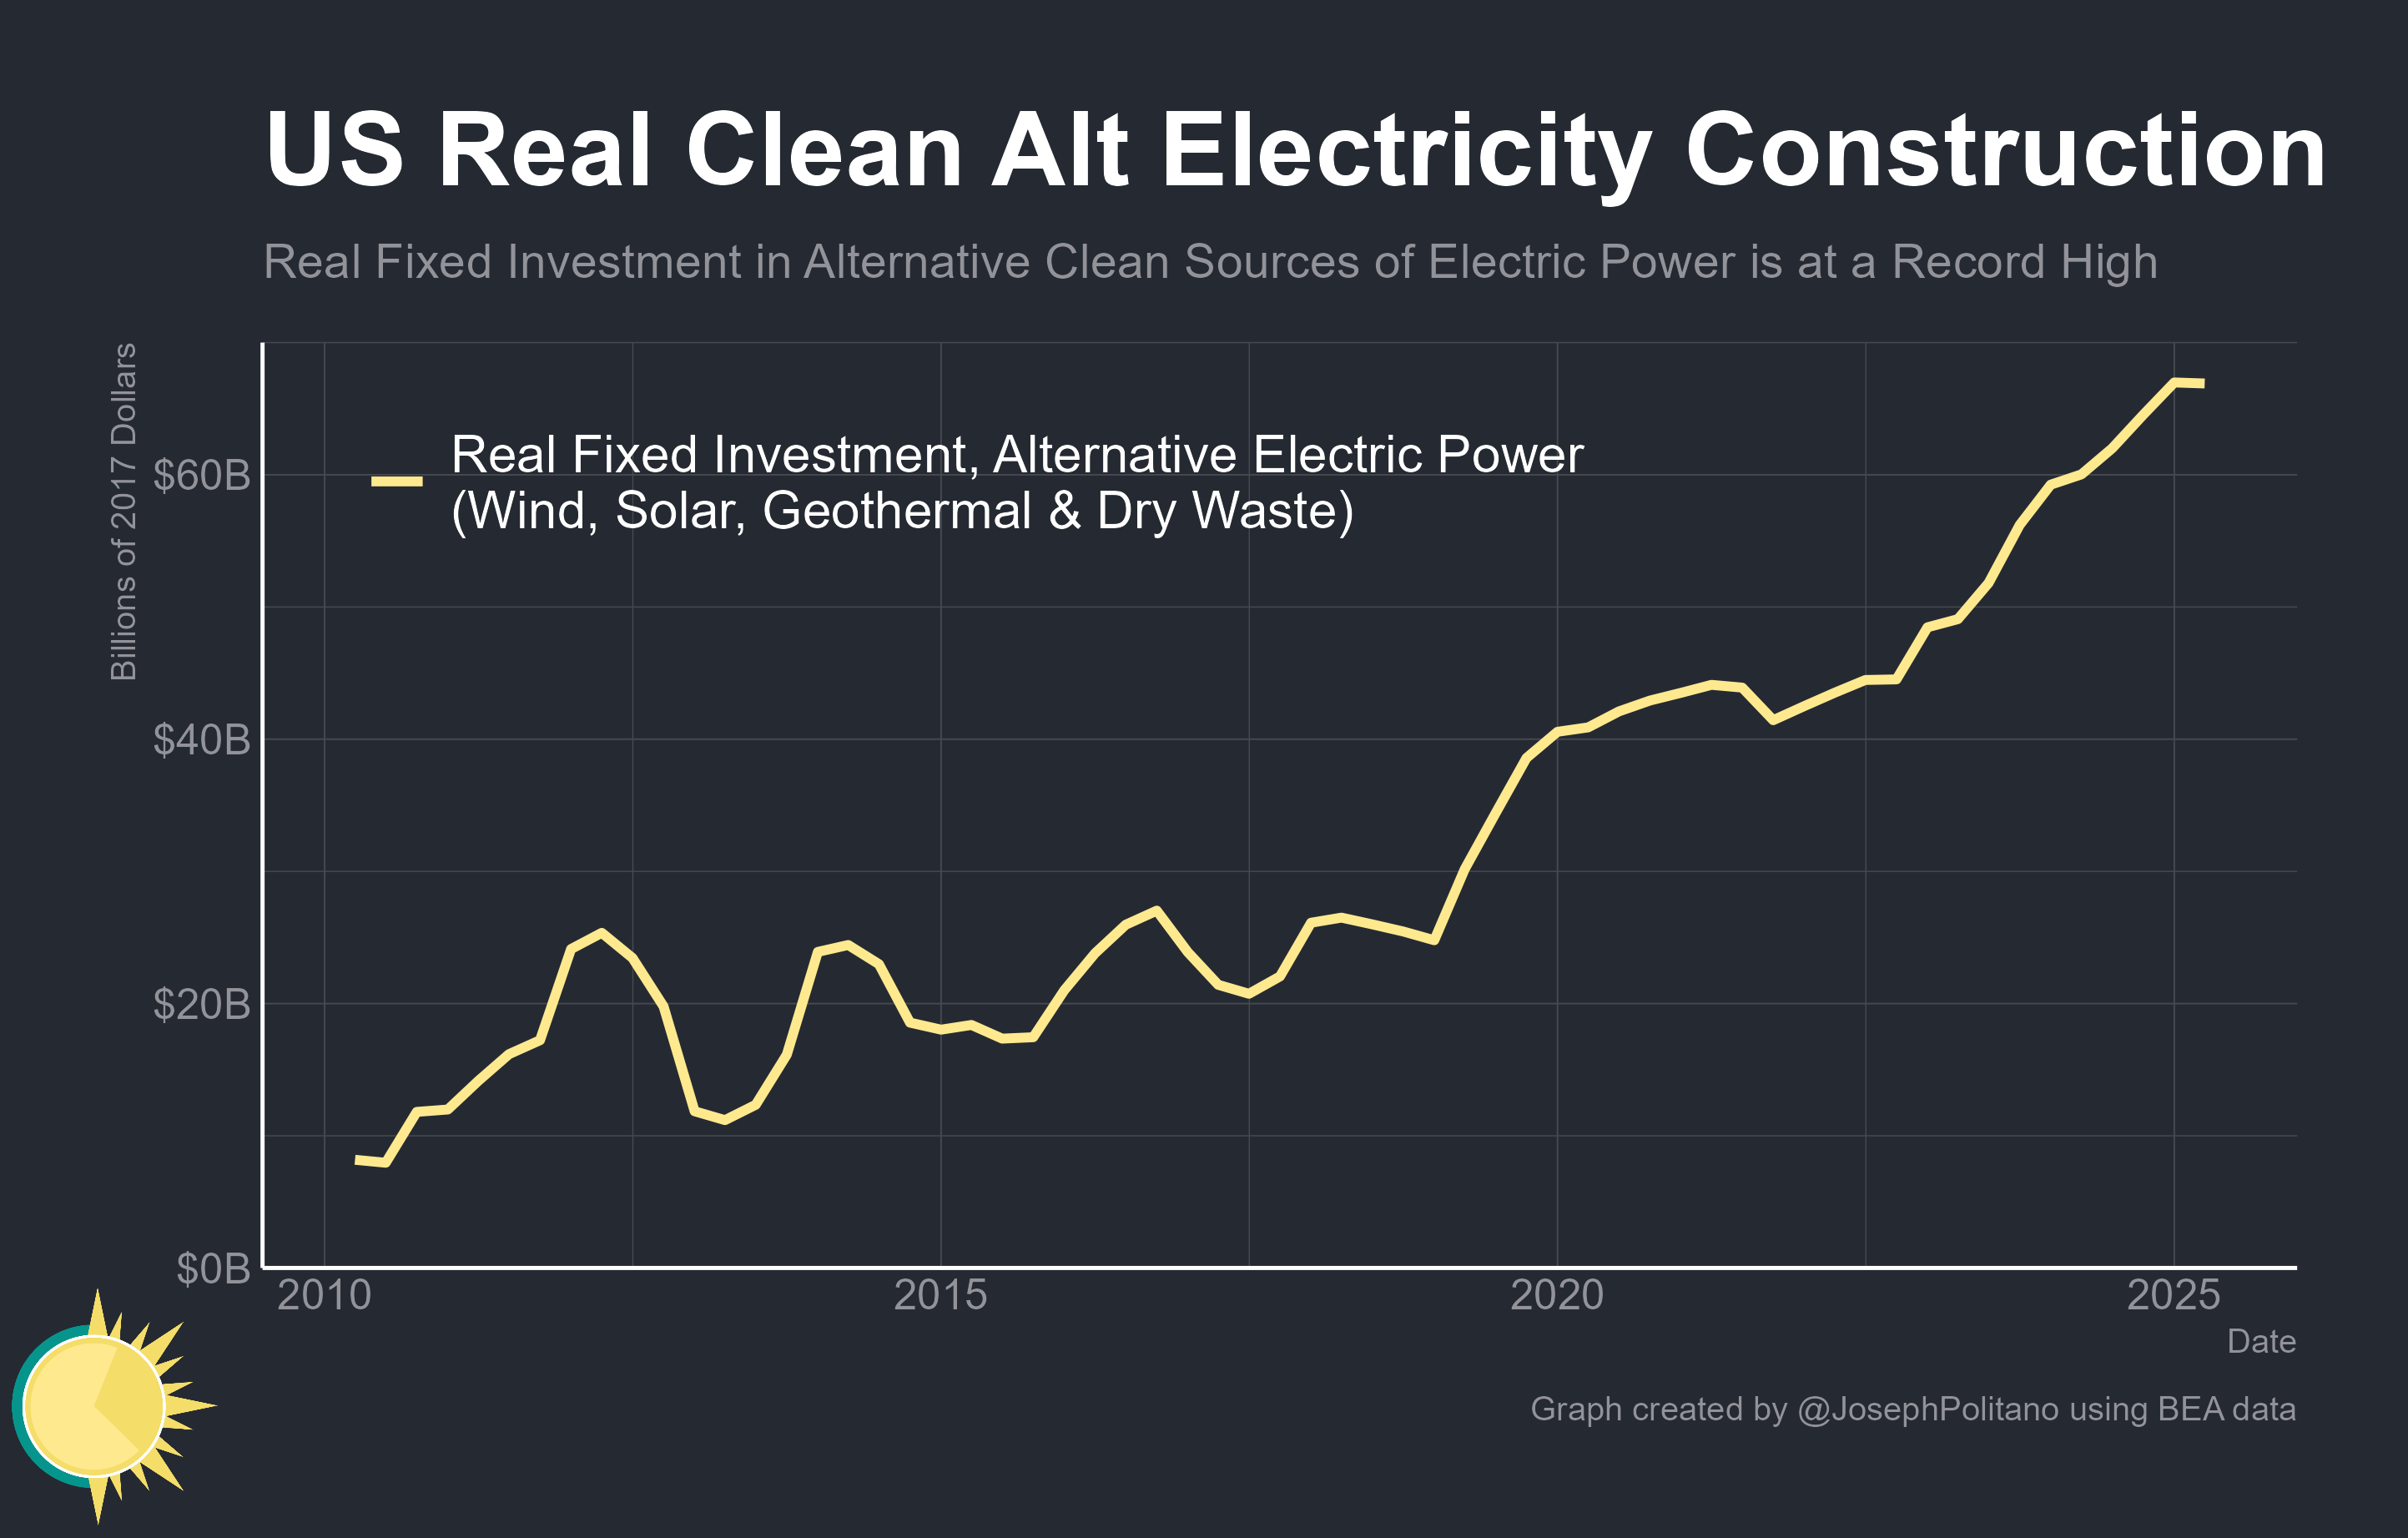 US Real Clean Alt Electricity Construction
Real Fixed Investment in Alternative Clean Sources of Electric Power is at a Record High
Billions of 2017 Dollars
Real Fixed Investment, Alternative Electric Power
(Wind, Solar, Geothermal & Dry Waste)
$60B
$40B
$20B
$0B
2010
2015
2020
2025
Date
Graph created by @JosephPolitano using BEA data